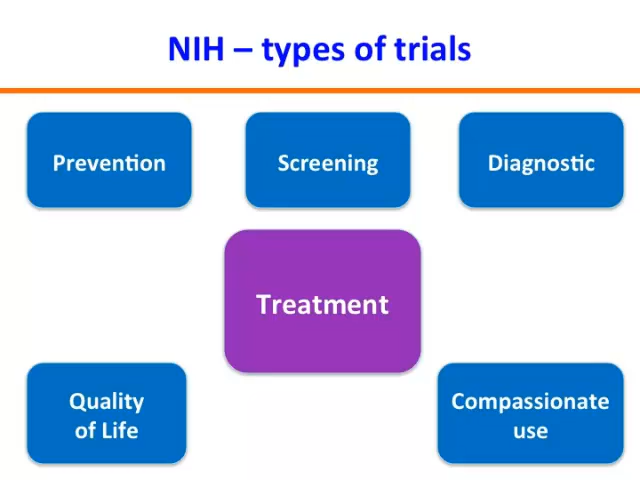 NIH – types of trials
Prevention
Screening
Diagnostic
Treatment
Quality
of Life
Compassionate
use